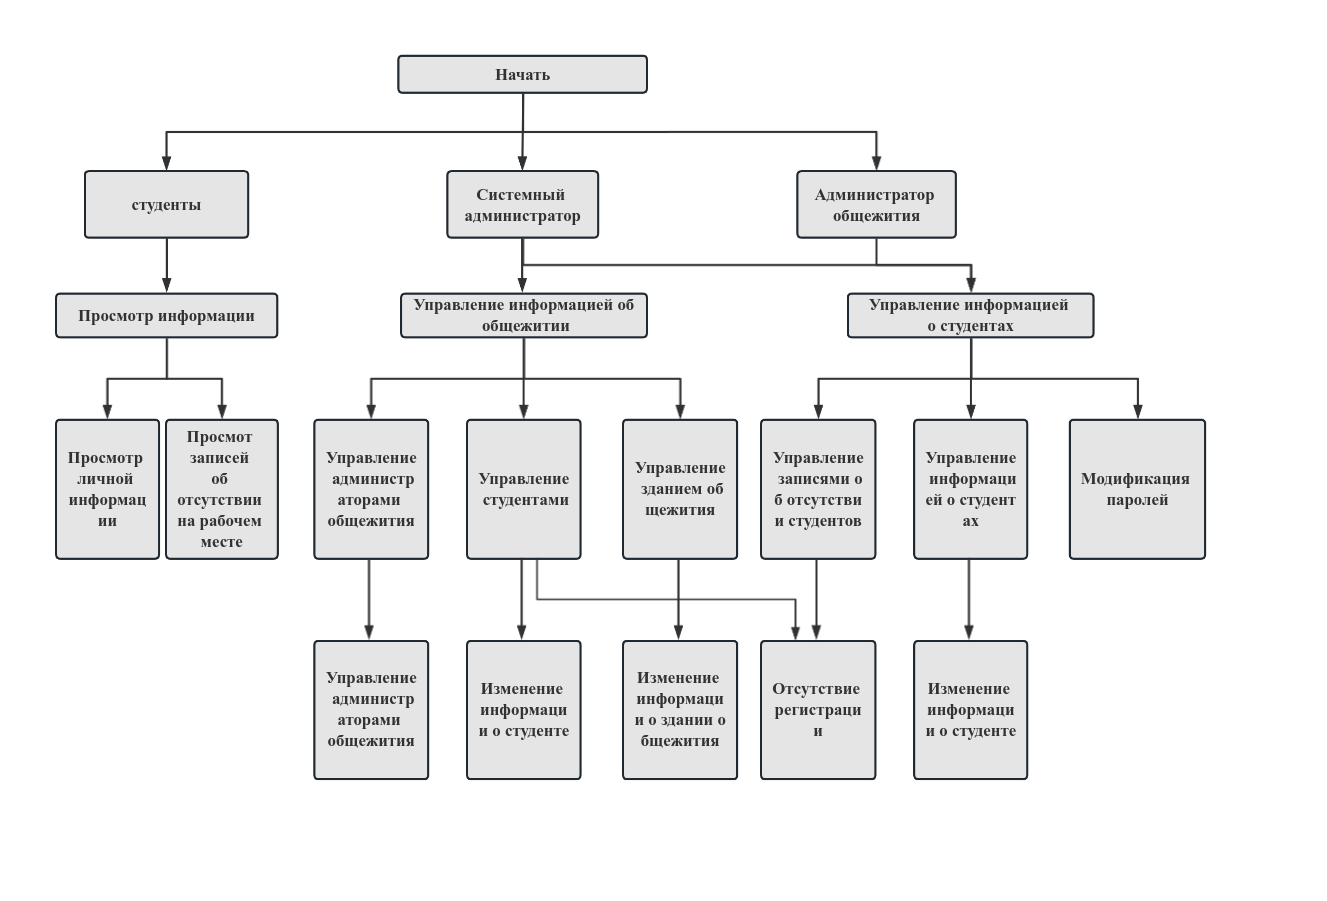 Начать
студенты
Системный
администратор
Администратор
общежития
Просмотр информации
Управление информацией об
общежитии
Управление информацией
о студентах
Просмотр
личной
информац
ии
Просмот
записей
об
отсутствии
на рабочем
месте
Управление
администр
аторами
общежития
Управление
студентами
Управление
зданием об
щежития
Управление
записями о
б отсутстви
и студентов
Управление
информаци
ей о студент
ах
Модификация
паролей
Управление
администр
аторами
общежития
Изменение
информаци
и о студенте
Изменение
информаци
и о здании о
бщежития
Отсутствие
регистраци
и
Изменение
информаци
и о студенте